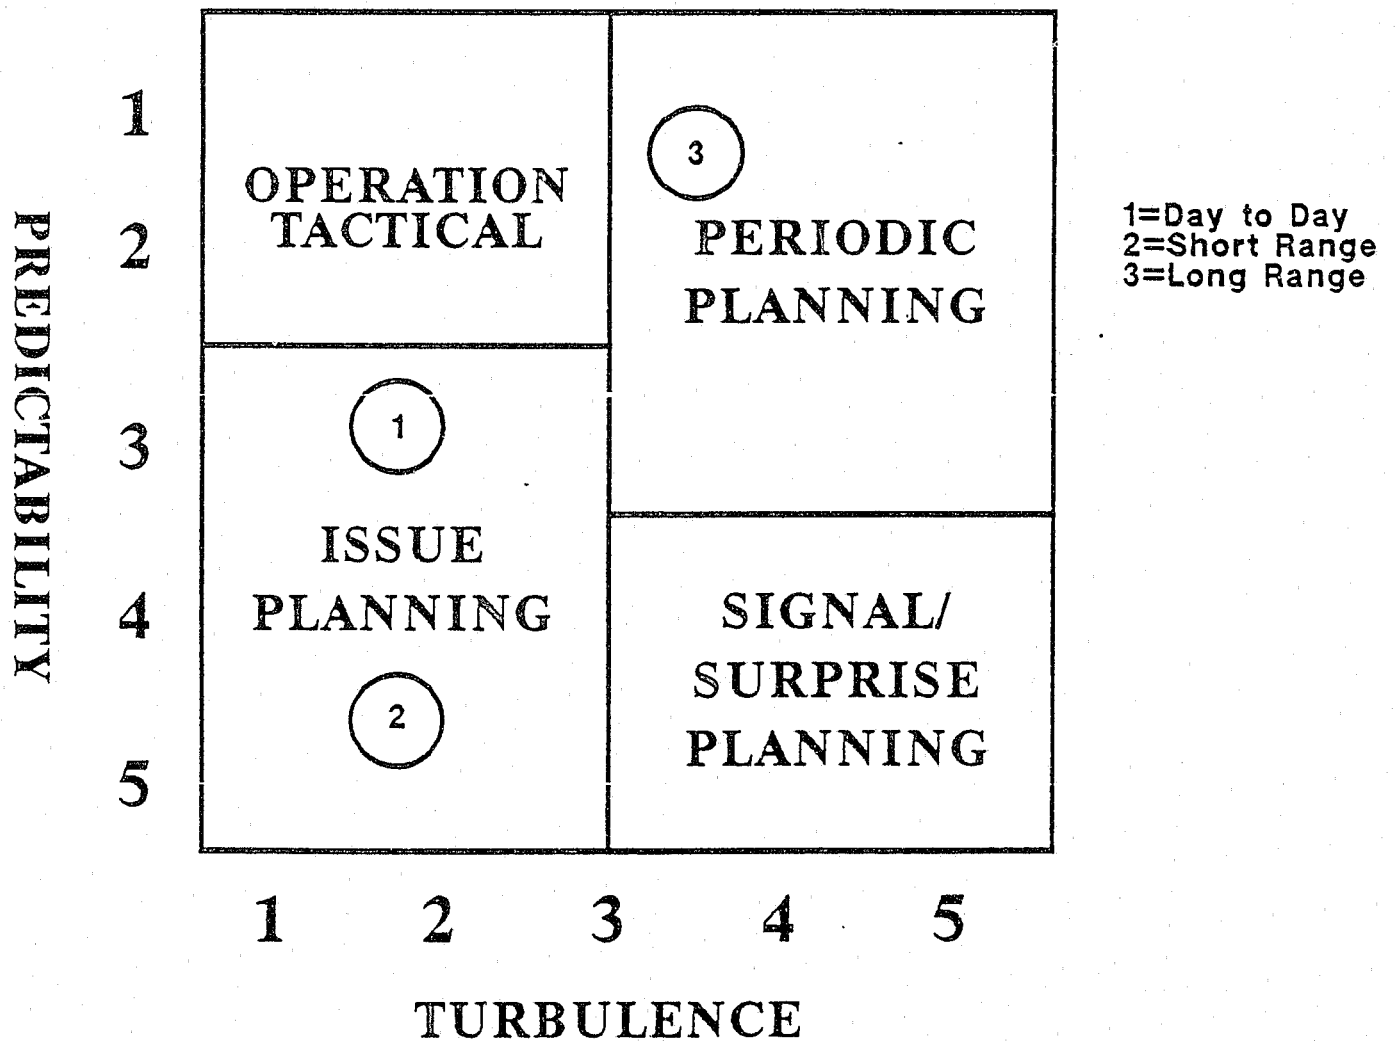 PREDICTABILITY
1
2
3
4
5
OPERATION
TACTICAL
3
PERIODIC
PLANNING
1
ISSUE
PLANNING
2
SIGNAL/
SURPRISE
PLANNING
1 2 3 4 5
TURBULENCE
1=Day to Day
2=Short Range
3=Long Range